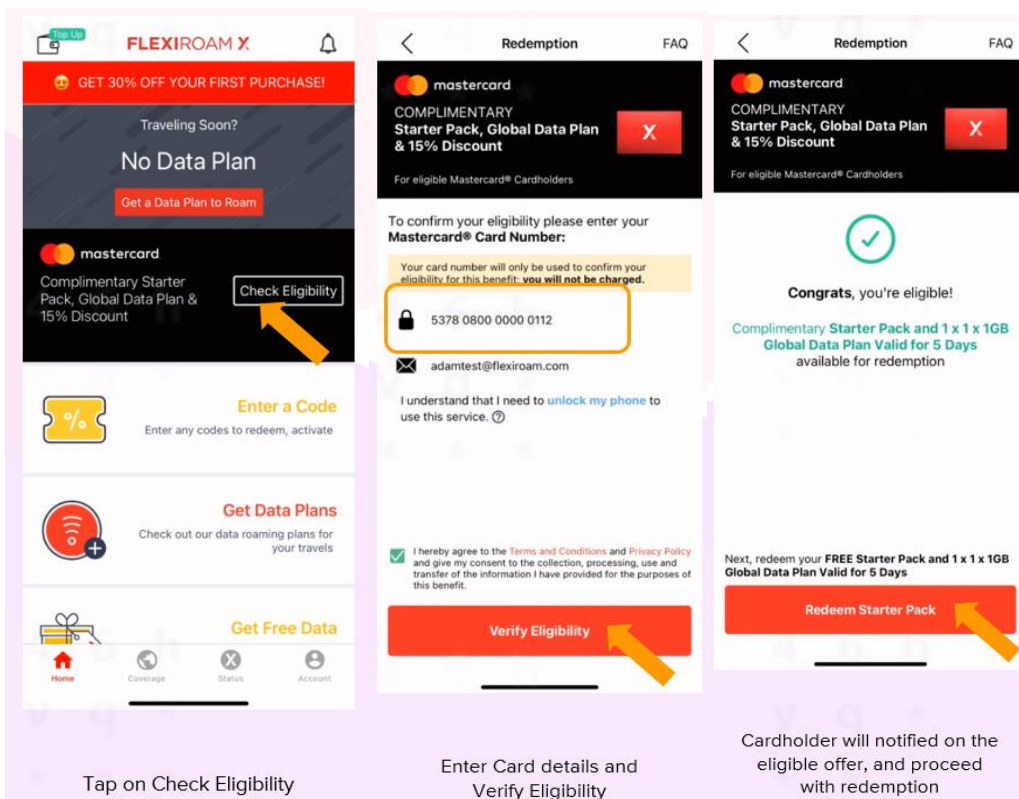 Top Up
FLEXIROAM X
GET 30% OFF YOUR FIRST PURCHASE!
Traveling Soon?
No Data Plan
Get a Data Plan to Roam
mastercard
Complimentary Starter
Pack, Global Data Plan &
15% Discount
Check Eligibility
Enter a Code
Enter any codes to redeem, activate
Get Data Plans
Check out our data roaming plans for
your travels
Get Free Data
Home
Coverage
Status
Account
Tap on Check Eligibility
Redemption
FAQ
mastercard
COMPLIMENTARY
Starter Pack, Global Data Plan
& 15% Discount
X
For eligible Mastercard® Cardholders
To confirm your eligibility please enter your
Mastercard® Card Number:
Your card number will only be used to confirm your
eligibility for this benefit; you will not be charged.
5378 0800 0000 0112
adamtest@flexiroam.com
I understand that I need to unlock my phone to
use this service. ?
I hereby agree to the Terms and Conditions and Privacy Policy
and give my consent to the collection, processing, use and
transfer of the information I have provided for the purposes of
this benefit.
Verify Eligibility
Enter Card details and
Verify Eligibility
Redemption
FAQ
mastercard
COMPLIMENTARY
Starter Pack, Global Data Plan
& 15% Discount
X
For eligible Mastercard® Cardholders
Congrats, you're eligible!
Complimentary Starter Pack and 1 x 1 x 1GB
Global Data Plan Valid for 5 Days
available for redemption
Next, redeem your FREE Starter Pack and 1 x 1 x 1GB
Global Data Plan Valid for 5 Days
Redeem Starter Pack
Cardholder will notified on the
eligible offer, and proceed
with redemption